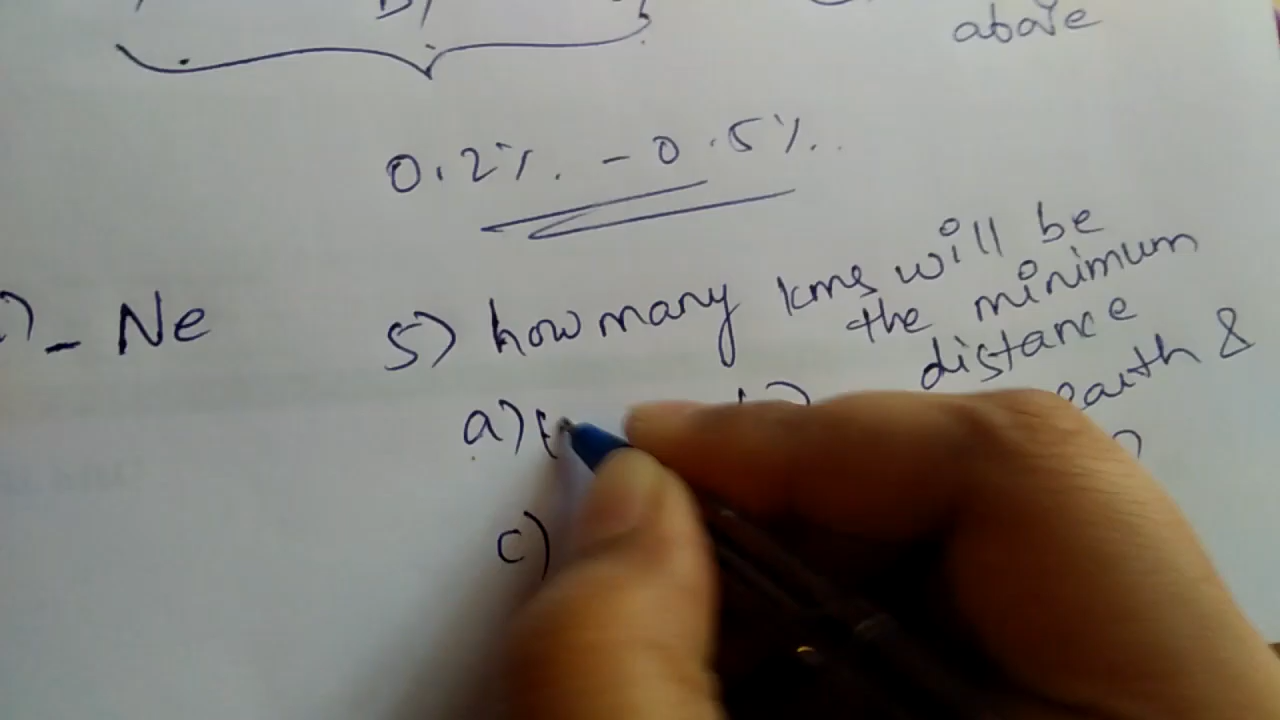 above
0.2% - 0.5%
- Ne
5) how many kms will be
the minimum
distance
earth &
a)
c)